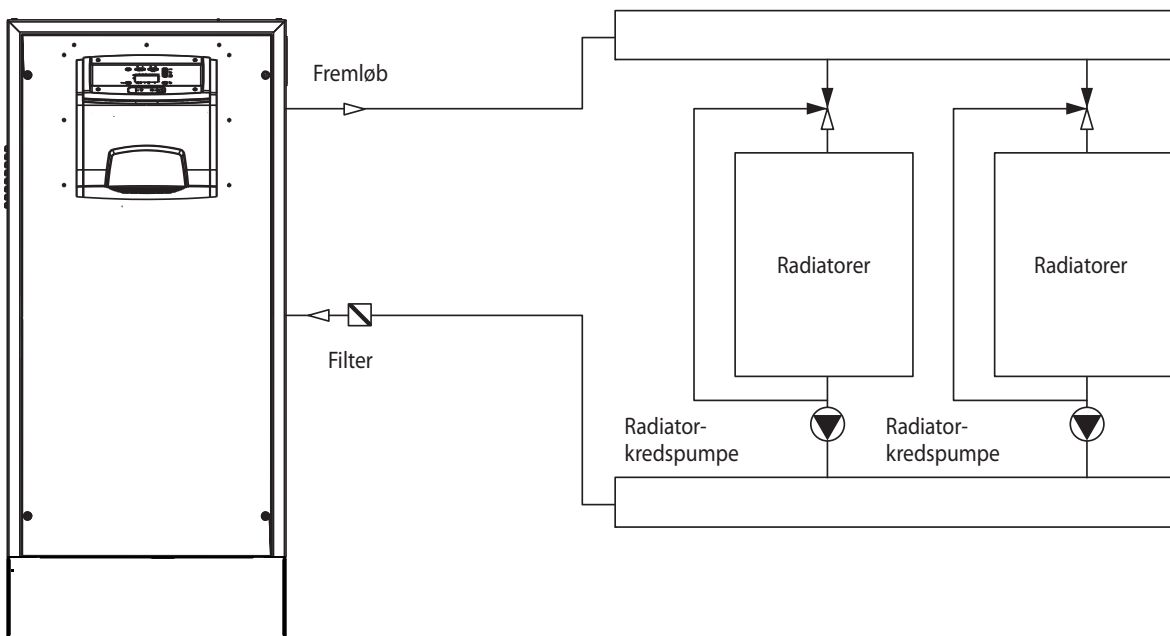 Fremløb
Radiatorer
Radiatorer
Filter
Radiator-
kredspumpe
Radiator-
kredspumpe